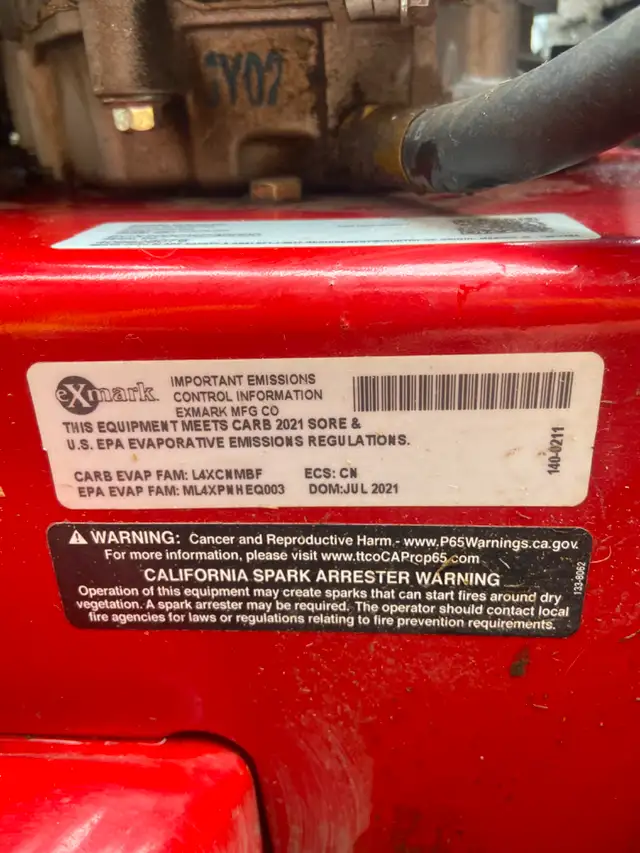 eXmark
IMPORTANT EMISSIONS
CONTROL INFORMATION
EXMARK MFG CO
THIS EQUIPMENT MEETS CARB 2021 SORE &
U.S. EPA EVAPORATIVE EMISSIONS REGULATIONS.
CARB EVAP FAM: L4XCNMBF ECS: CN
EPA EVAP FAM: ML4XPNHEQ003 DOM:JUL 2021
140-0211
WARNING: Cancer and Reproductive Harm - www.P65Warnings.ca.gov.
For more information, please visit www.ttcoCAProp65.com
CALIFORNIA SPARK ARRESTER WARNING
Operation of this equipment may create sparks that can start fires around dry
vegetation. A spark arrester may be required. The operator should contact local
fire agencies for laws or regulations relating to fire prevention requirements.
133-8062